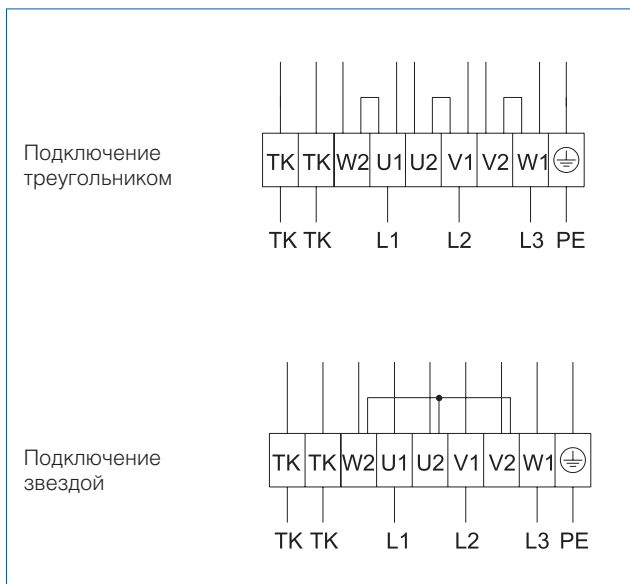 Подключение
треугольником
TK TK W2 U1 U2 V1 V2 W1
TK TK L1 L2 L3 PE
Подключение
звездой
TK TK W2 U1 U2 V1 V2 W1
TK TK L1 L2 L3 PE